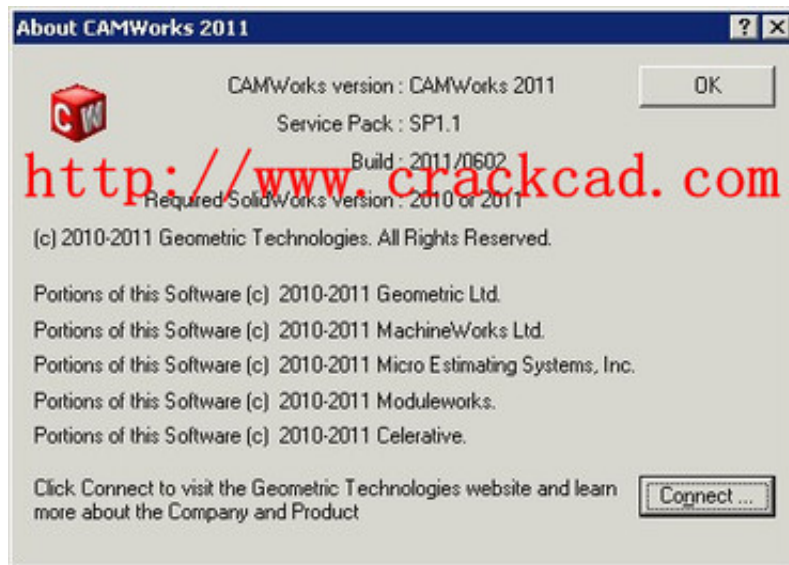 About CAMWorks 2011
CW
CAMWorks version : CAMWorks 2011
OK
Service Pack : SP1.1
Build : 2011/0602
http://www.crackcad.com
Required SolidWorks version : 2010 or 2011
(c) 2010-2011 Geometric Technologies. All Rights Reserved.
Portions of this Software (c) 2010-2011 Geometric Ltd.
Portions of this Software (c) 2010-2011 MachineWorks Ltd.
Portions of this Software (c) 2010-2011 Micro Estimating Systems, Inc.
Portions of this Software (c) 2010-2011 Moduleworks.
Portions of this Software (c) 2010-2011 Celerative.
Click Connect to visit the Geometric Technologies website and learn
more about the Company and Product
Connect ...